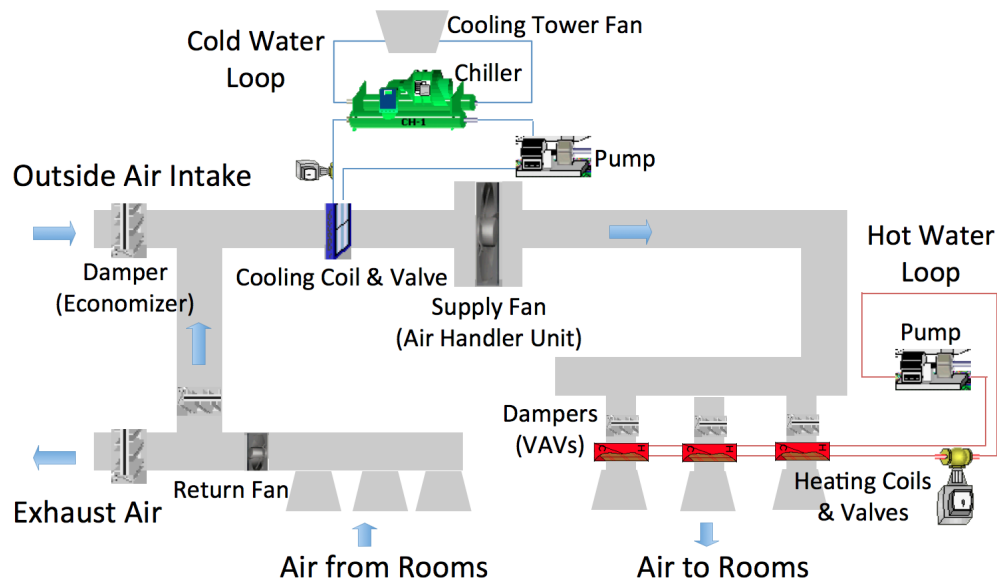 Cold Water
Loop
Cooling Tower Fan
Chiller
CH-1
Pump
Outside Air Intake
Damper
(Economizer)
Cooling Coil & Valve
Supply Fan
(Air Handler Unit)
Hot Water
Loop
Pump
Dampers
(VAVs)
C H
C H
C H
Heating Coils
& Valves
Return Fan
Exhaust Air
Air from Rooms
Air to Rooms